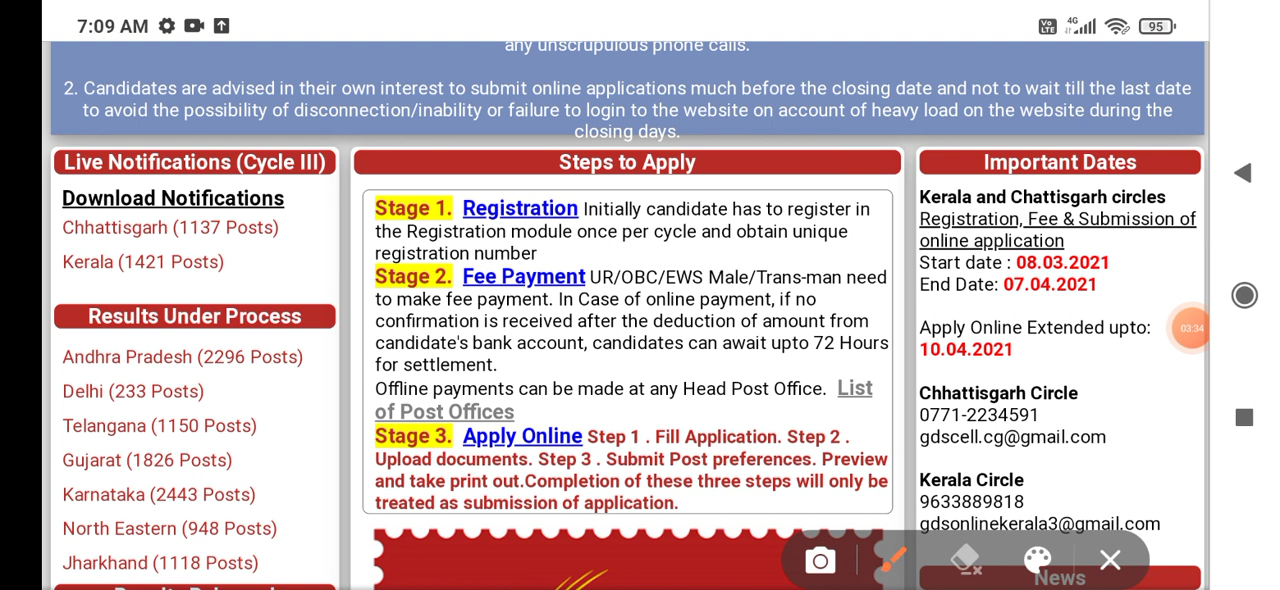 7:09 AM
Vo LTE 4G 95
any unscrupulous phone calls.
2. Candidates are advised in their own interest to submit online applications much before the closing date and not to wait till the last date
to avoid the possibility of disconnection/inability or failure to login to the website on account of heavy load on the website during the
closing days.
Live Notifications (Cycle III)
Download Notifications
Chhattisgarh (1137 Posts)
Kerala (1421 Posts)
Results Under Process
Andhra Pradesh (2296 Posts)
Delhi (233 Posts)
Telangana (1150 Posts)
Gujarat (1826 Posts)
Karnataka (2443 Posts)
North Eastern (948 Posts)
Jharkhand (1118 Posts)
Steps to Apply
Stage 1. Registration Initially candidate has to register in
the Registration module once per cycle and obtain unique
registration number
Stage 2. Fee Payment UR/OBC/EWS Male/Trans-man need
to make fee payment. In Case of online payment, if no
confirmation is received after the deduction of amount from
candidate's bank account, candidates can await upto 72 Hours
for settlement.
Offline payments can be made at any Head Post Office. List
of Post Offices
Stage 3. Apply Online Step 1 . Fill Application. Step 2 .
Upload documents. Step 3 . Submit Post preferences. Preview
and take print out.Completion of these three steps will only be
treated as submission of application.
Important Dates
Kerala and Chattisgarh circles
Registration, Fee & Submission of
online application
Start date : 08.03.2021
End Date: 07.04.2021
Apply Online Extended upto:
10.04.2021
Chhattisgarh Circle
0771-2234591
gdscell.cg@gmail.com
Kerala Circle
9633889818
gdsonlinekerala3@gmail.com
News
03:34